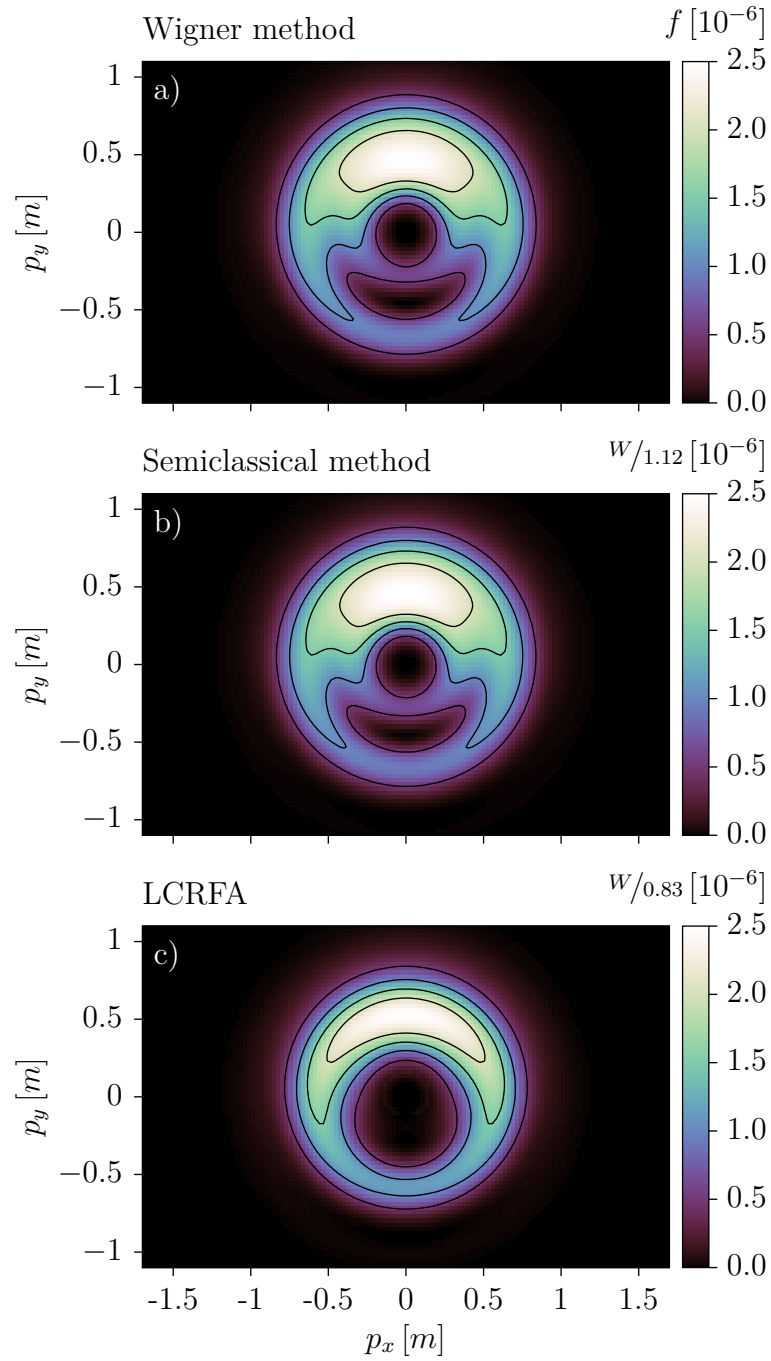 Wigner method
f [10⁻⁶]
a)
1
0.5
0
−0.5
−1
p_y [m]
2.5
2.0
1.5
1.0
0.5
0.0
Semiclassical method
W/1.12 [10⁻⁶]
b)
1
0.5
0
−0.5
−1
p_y [m]
2.5
2.0
1.5
1.0
0.5
0.0
LCRFA
W/0.83 [10⁻⁶]
c)
1
0.5
0
−0.5
−1
p_y [m]
2.5
2.0
1.5
1.0
0.5
0.0
-1.5 -1 -0.5 0 0.5 1 1.5
p_x [m]